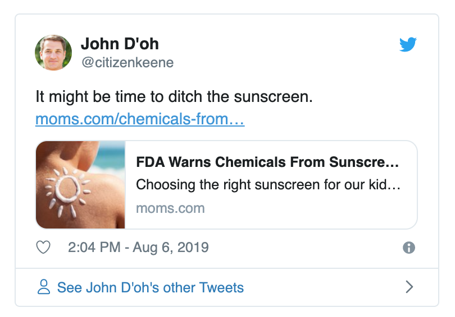 John D'oh
@citizenkeene
It might be time to ditch the sunscreen.
moms.com/chemicals-from…
FDA Warns Chemicals From Sunscre...
Choosing the right sunscreen for our kid...
moms.com
2:04 PM - Aug 6, 2019
See John D'oh's other Tweets